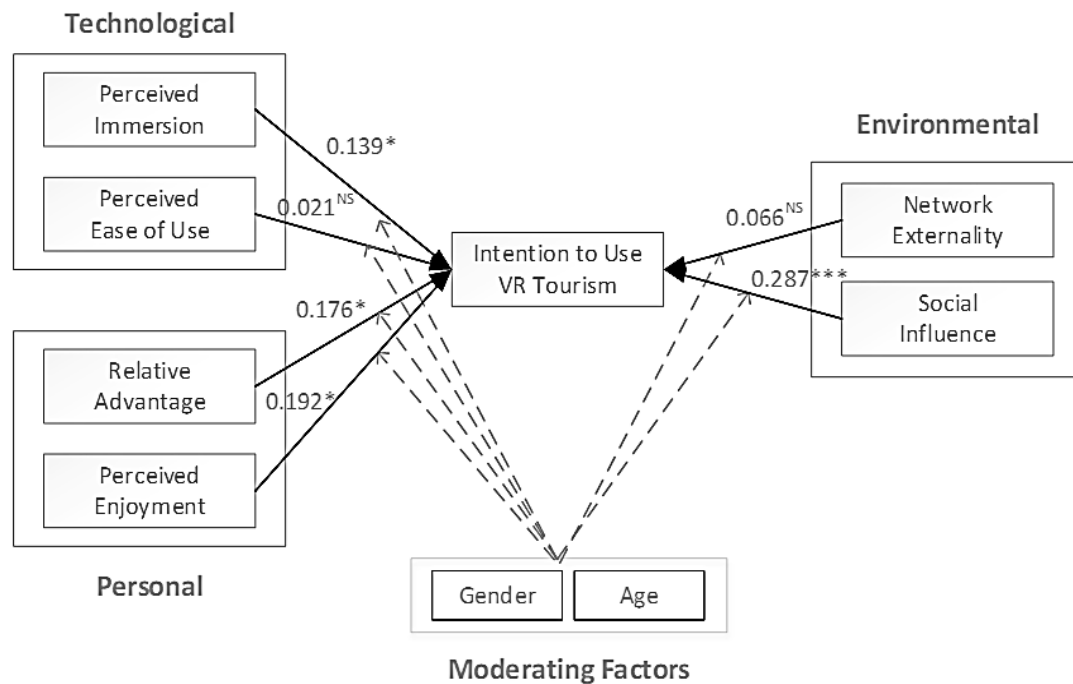 Technological
Perceived
Immersion
0.139*
Perceived
Ease of Use
0.021NS
Relative
Advantage
0.176*
Perceived
Enjoyment
0.192*
Personal
Intention to Use
VR Tourism
Environmental
Network
Externality
0.066NS
Social
Influence
0.287***
Gender
Age
Moderating Factors